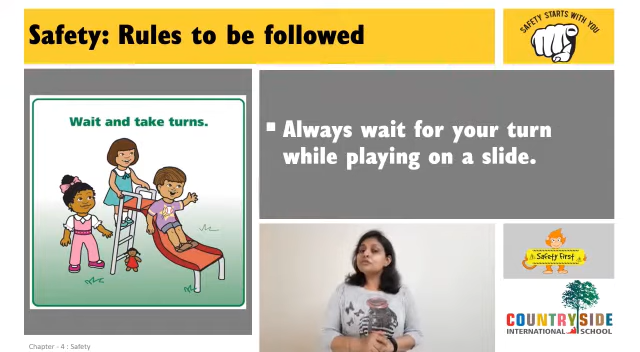 Safety: Rules to be followed
SAFETY STARTS WITH YOU
Wait and take turns.
▪ Always wait for your turn
while playing on a slide.
Safety First
COUNTRYSIDE
INTERNATIONAL SCHOOL
Chapter - 4 : Safety